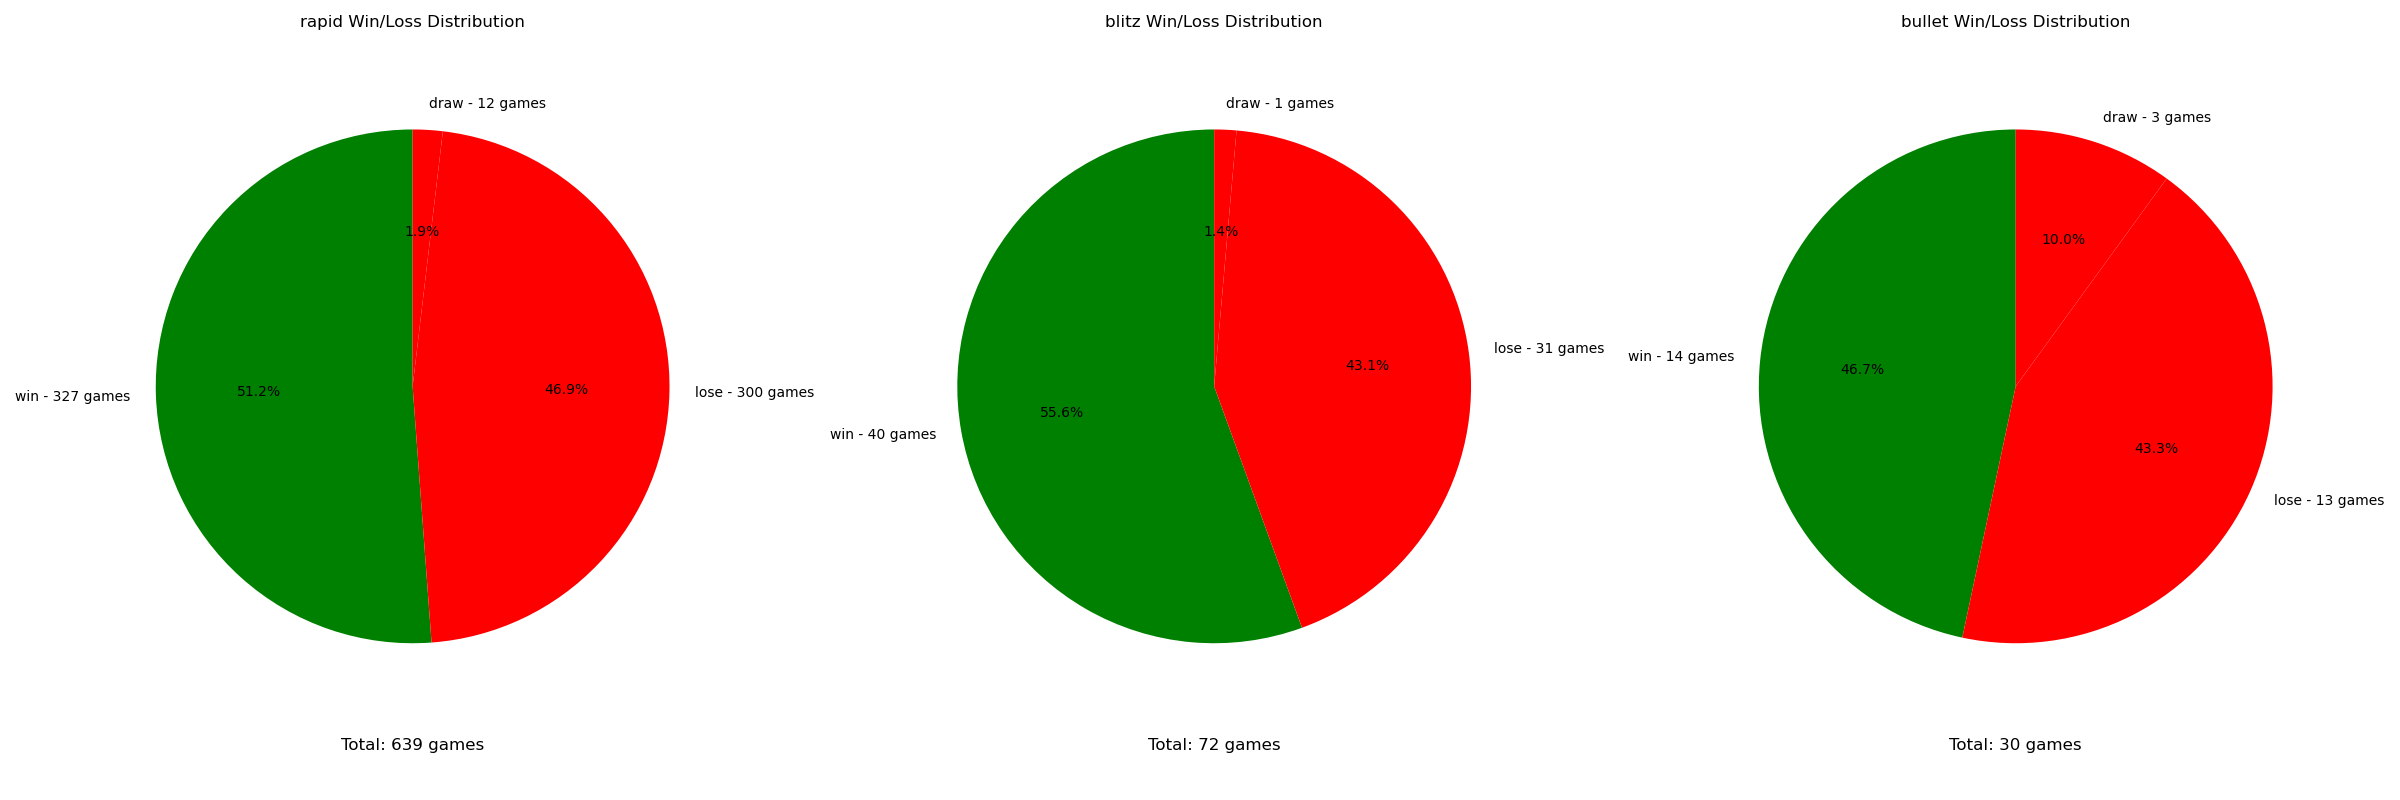 rapid Win/Loss Distribution
draw - 12 games
1.9%
51.2%
46.9%
win - 327 games
lose - 300 games
Total: 639 games
blitz Win/Loss Distribution
draw - 1 games
1.4%
43.1%
lose - 31 games
55.6%
win - 40 games
Total: 72 games
bullet Win/Loss Distribution
draw - 3 games
10.0%
win - 14 games
46.7%
43.3%
lose - 13 games
Total: 30 games